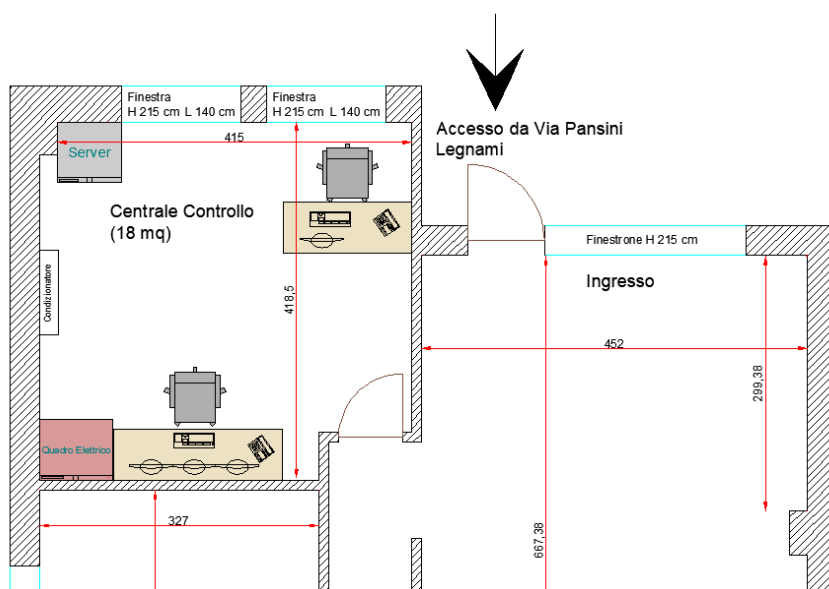 Finestra
H 215 cm L 140 cm
Finestra
H 215 cm L 140 cm
Accesso da Via Pansini
Legnami
415
Server
Centrale Controllo
(18 mq)
Finestrone H 215 cm
Ingresso
Condizionatore
418,5
452
299,38
Quadro Elettrico
327
667,38